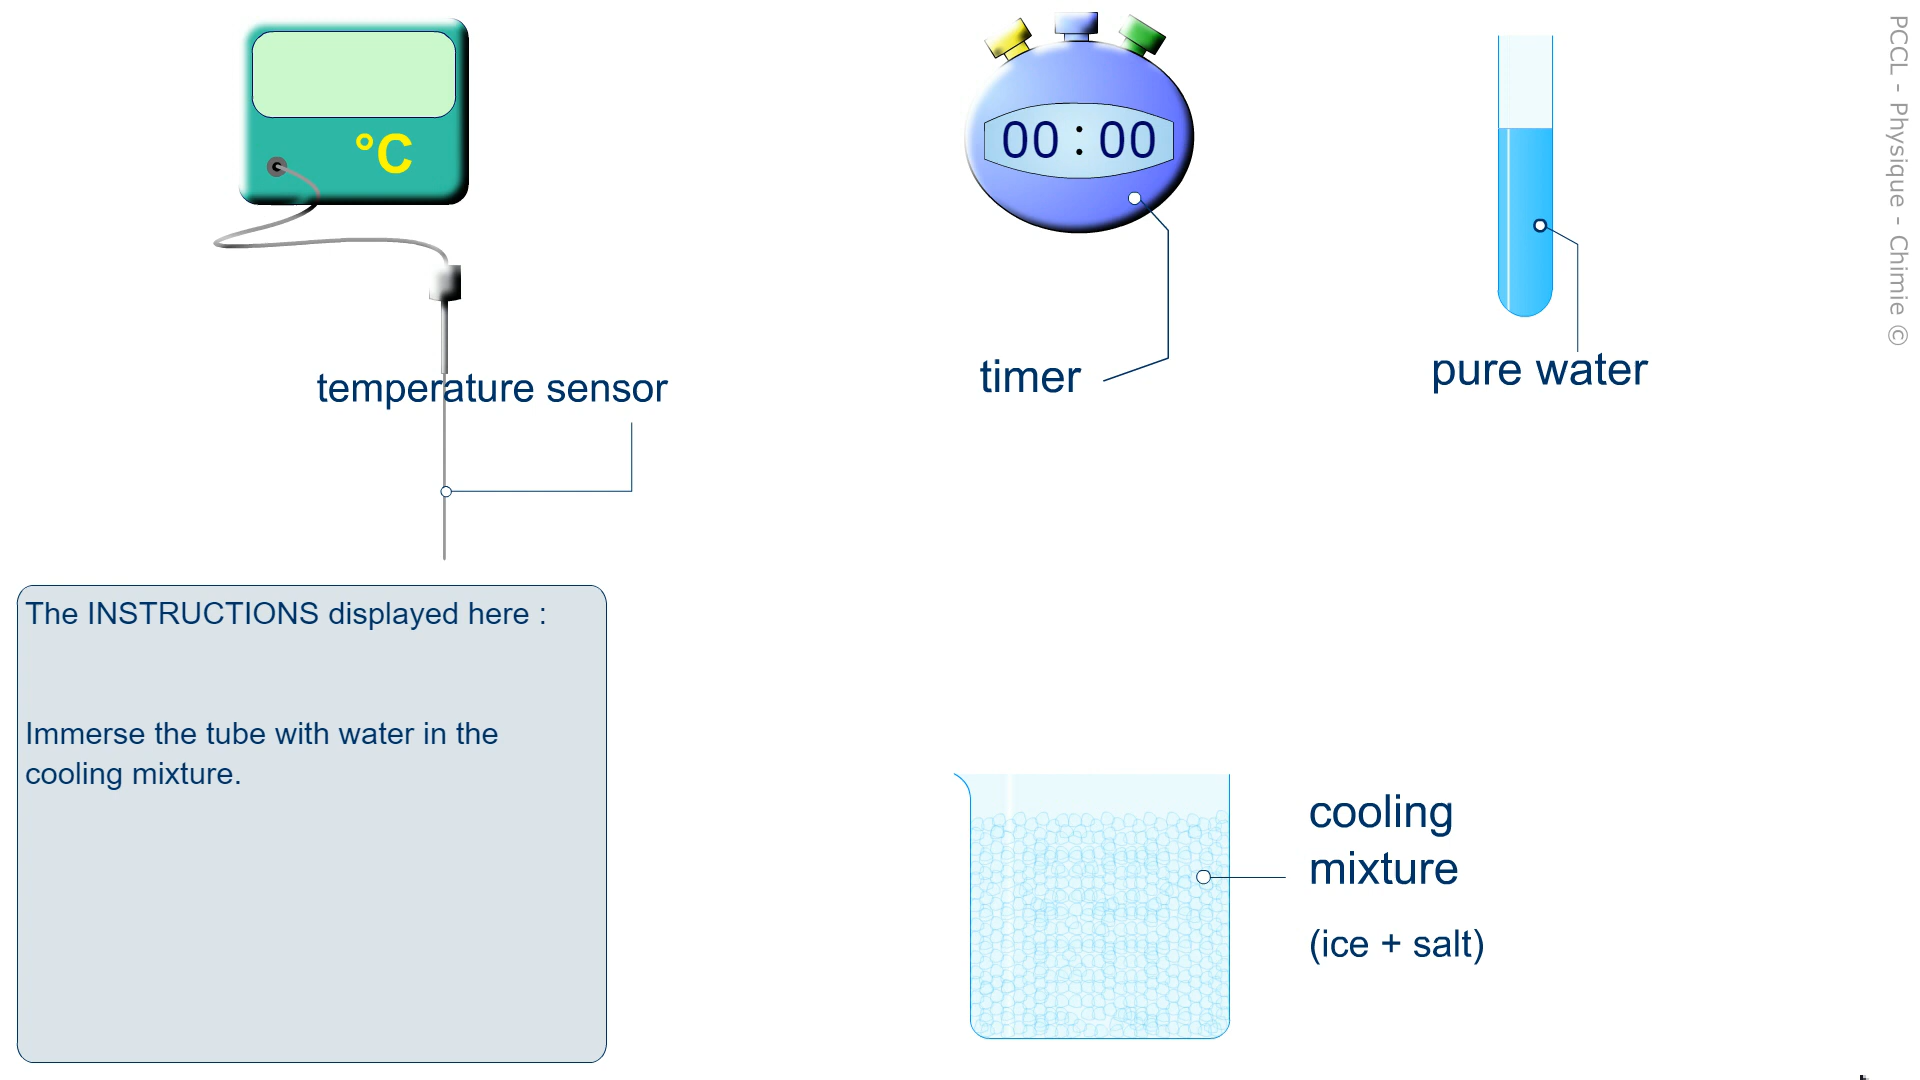 °C
00 : 00
PCCL - Physique - Chimie ©
temperature sensor
timer
pure water
The INSTRUCTIONS displayed here :
Immerse the tube with water in the
cooling mixture.
cooling
mixture
(ice + salt)